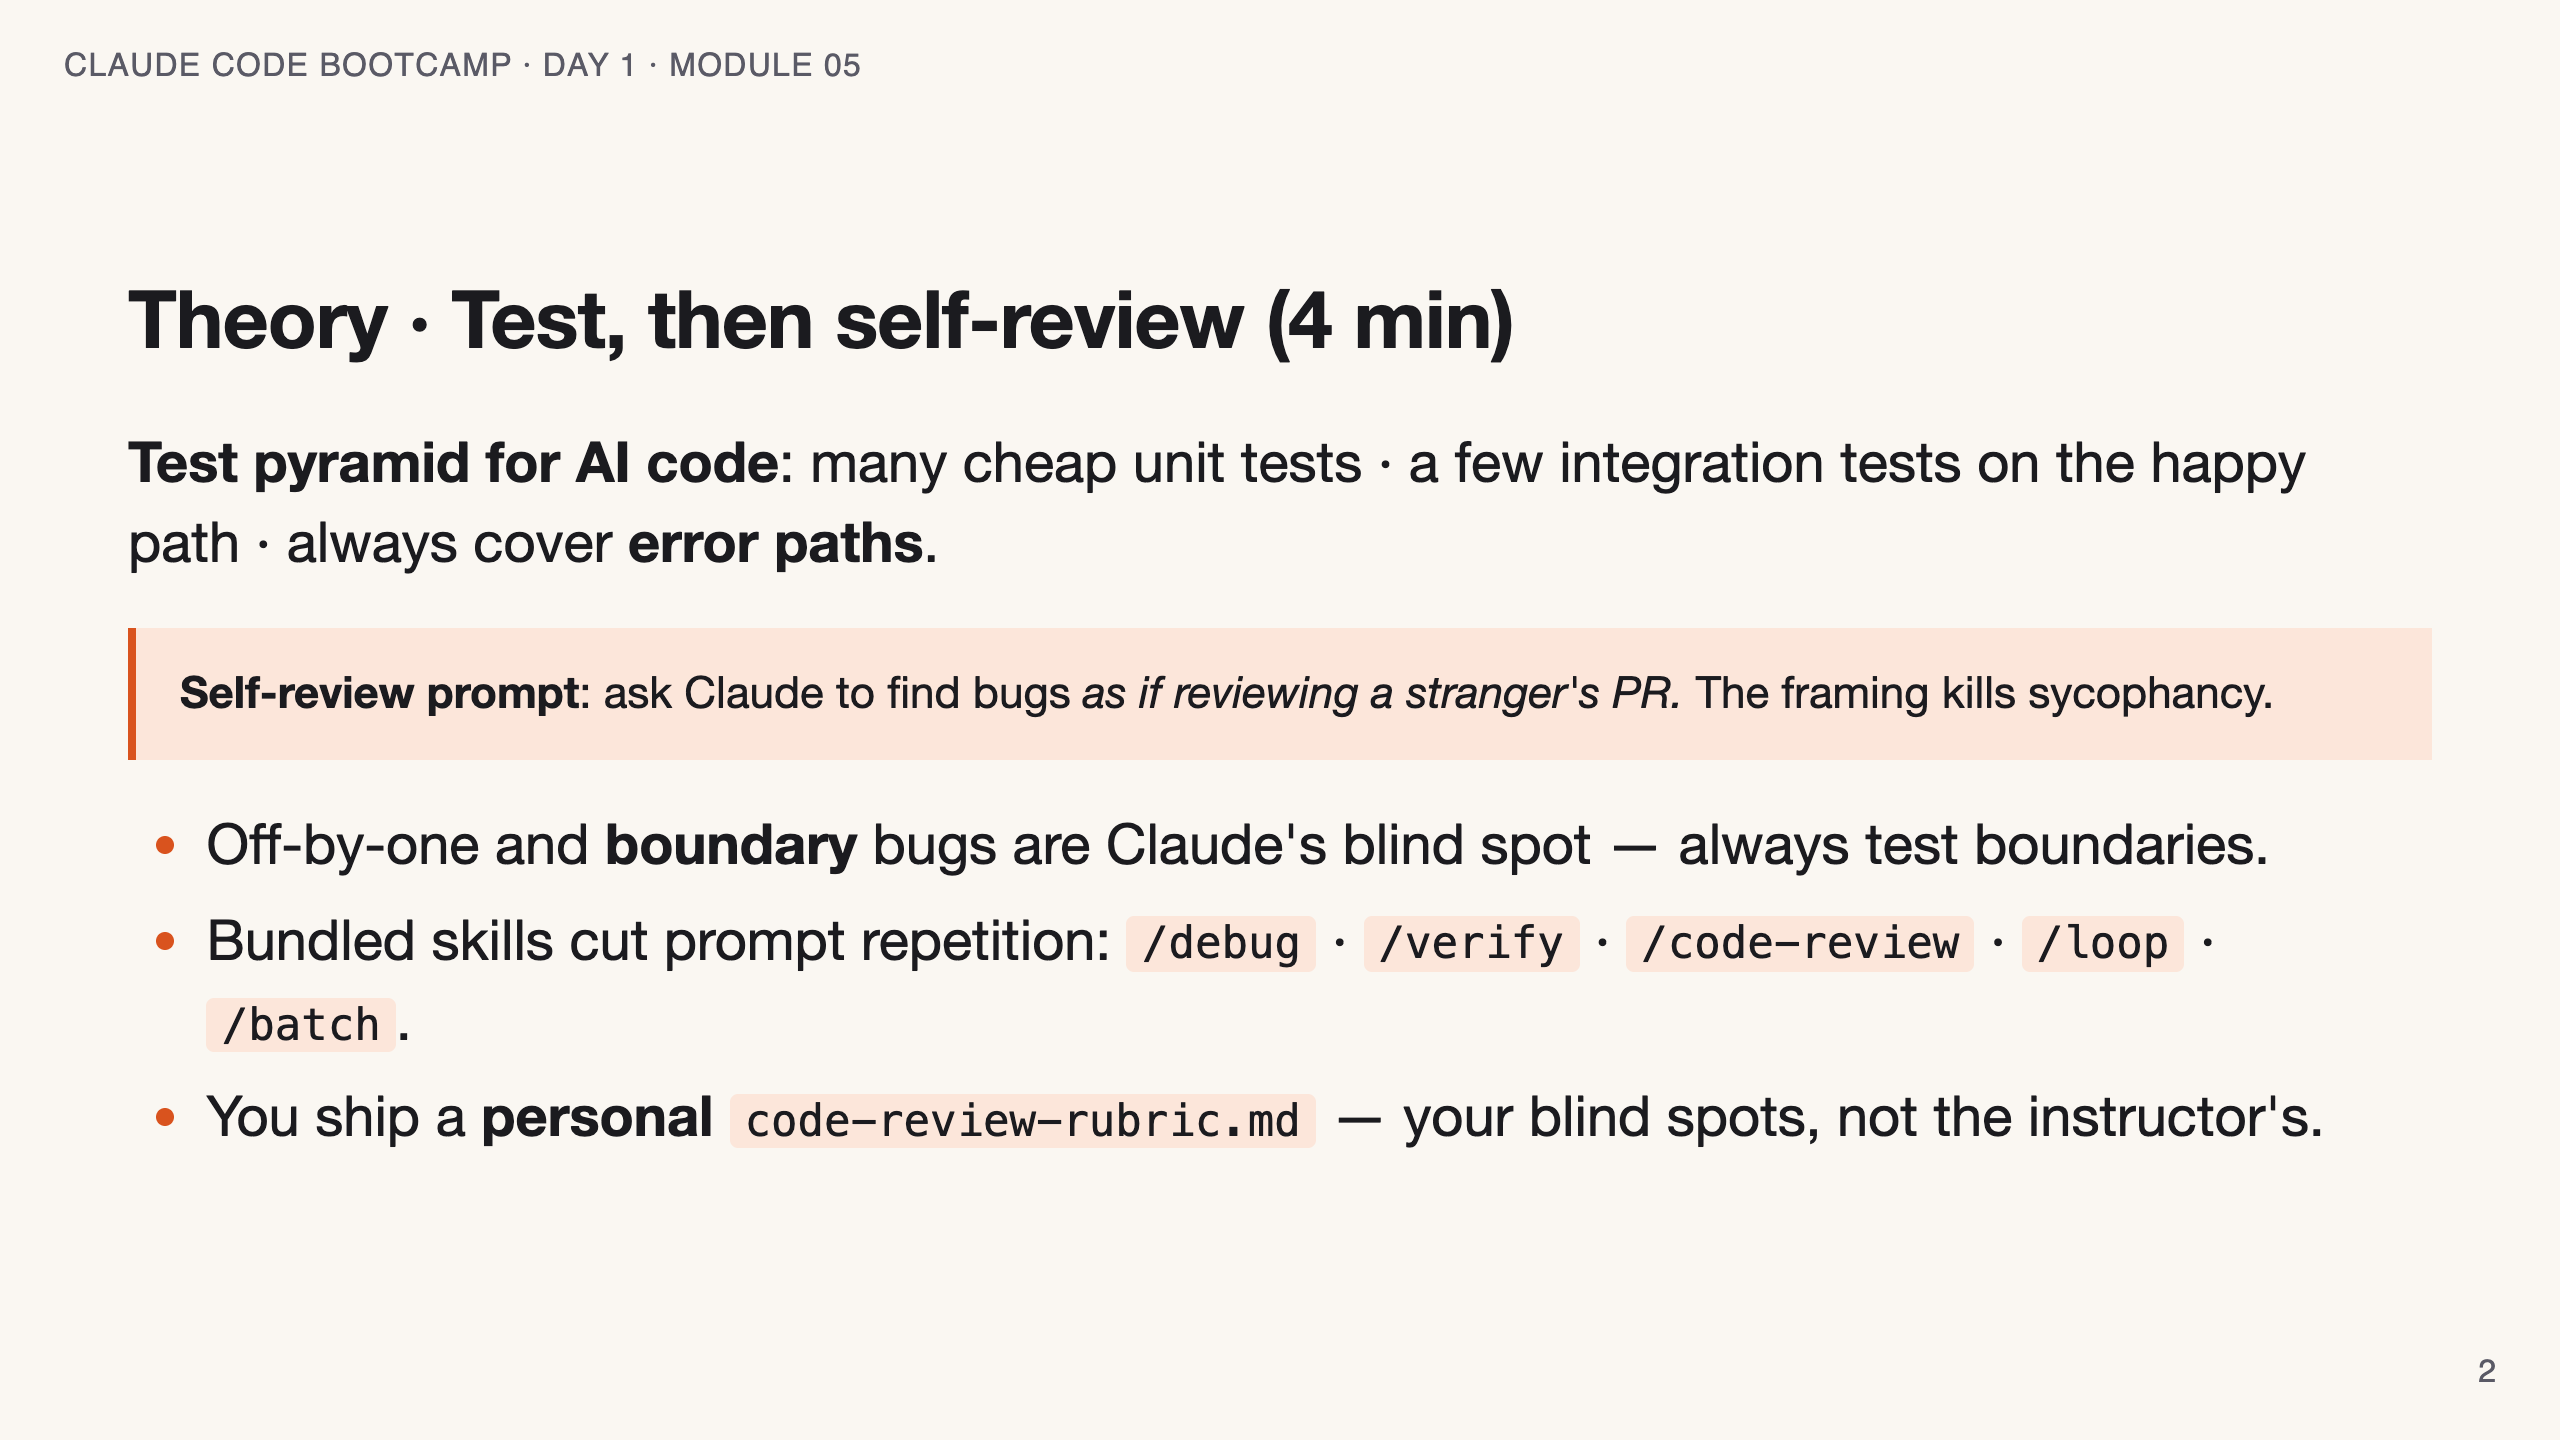 CLAUDE CODE BOOTCAMP · DAY 1 · MODULE 05
Theory · Test, then self-review (4 min)
Test pyramid for AI code: many cheap unit tests · a few integration tests on the happy
path · always cover error paths.
Self-review prompt: ask Claude to find bugs as if reviewing a stranger's PR. The framing kills sycophancy.
• Off-by-one and boundary bugs are Claude's blind spot — always test boundaries.
• Bundled skills cut prompt repetition: /debug · /verify · /code-review · /loop ·
/batch.
• You ship a personal code-review-rubric.md — your blind spots, not the instructor's.
2